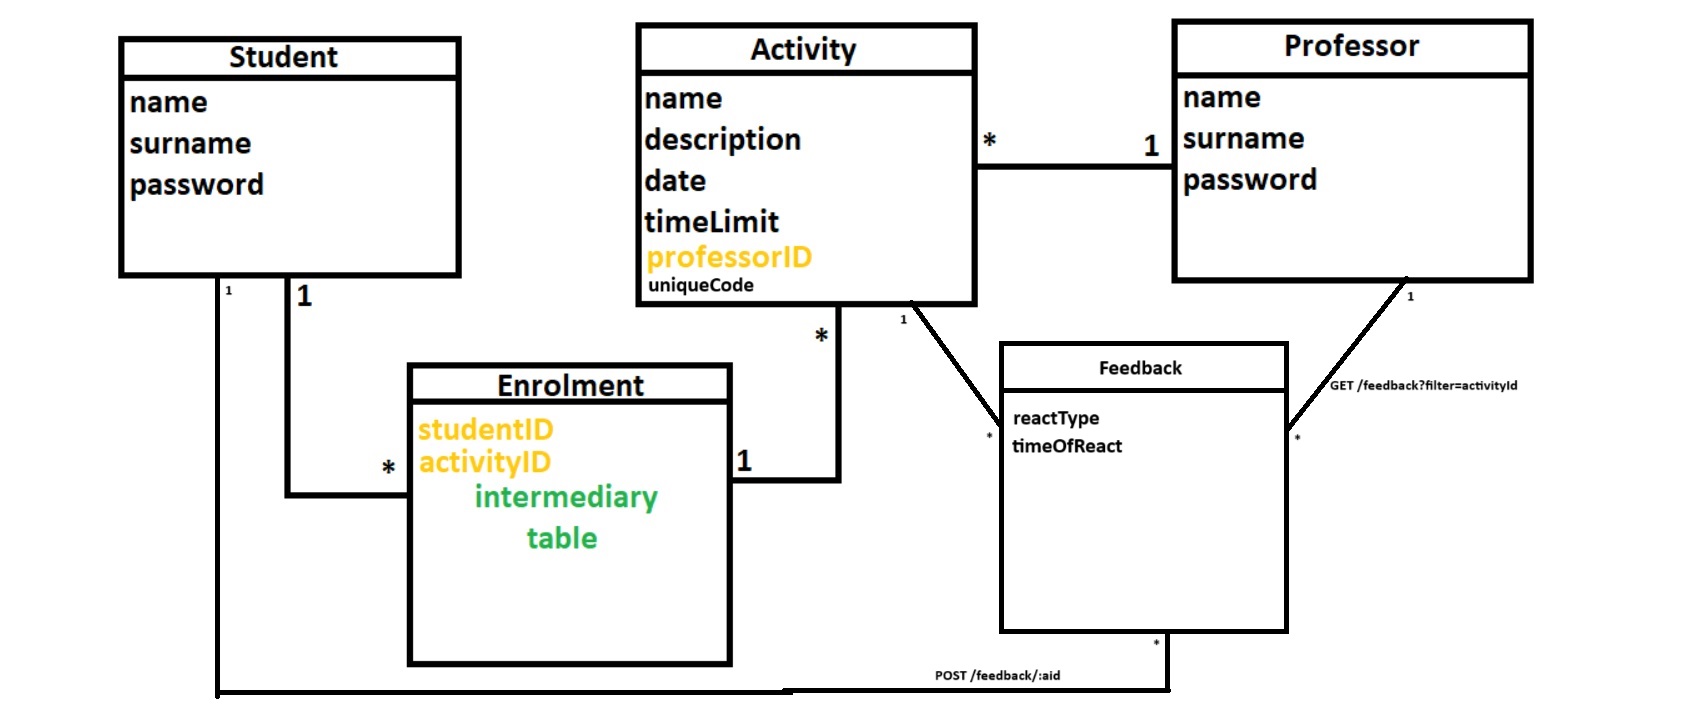 Student
name
surname
password
1
1
Activity
name
description
date
timeLimit
professorID
uniqueCode
*
1
Professor
name
surname
password
*
1
1
Enrolment
studentID
activityID
intermediary
table
*
1
Feedback
reactType
timeOfReact
*
*
GET /feedback?filter=activityId
*
POST /feedback/:aid